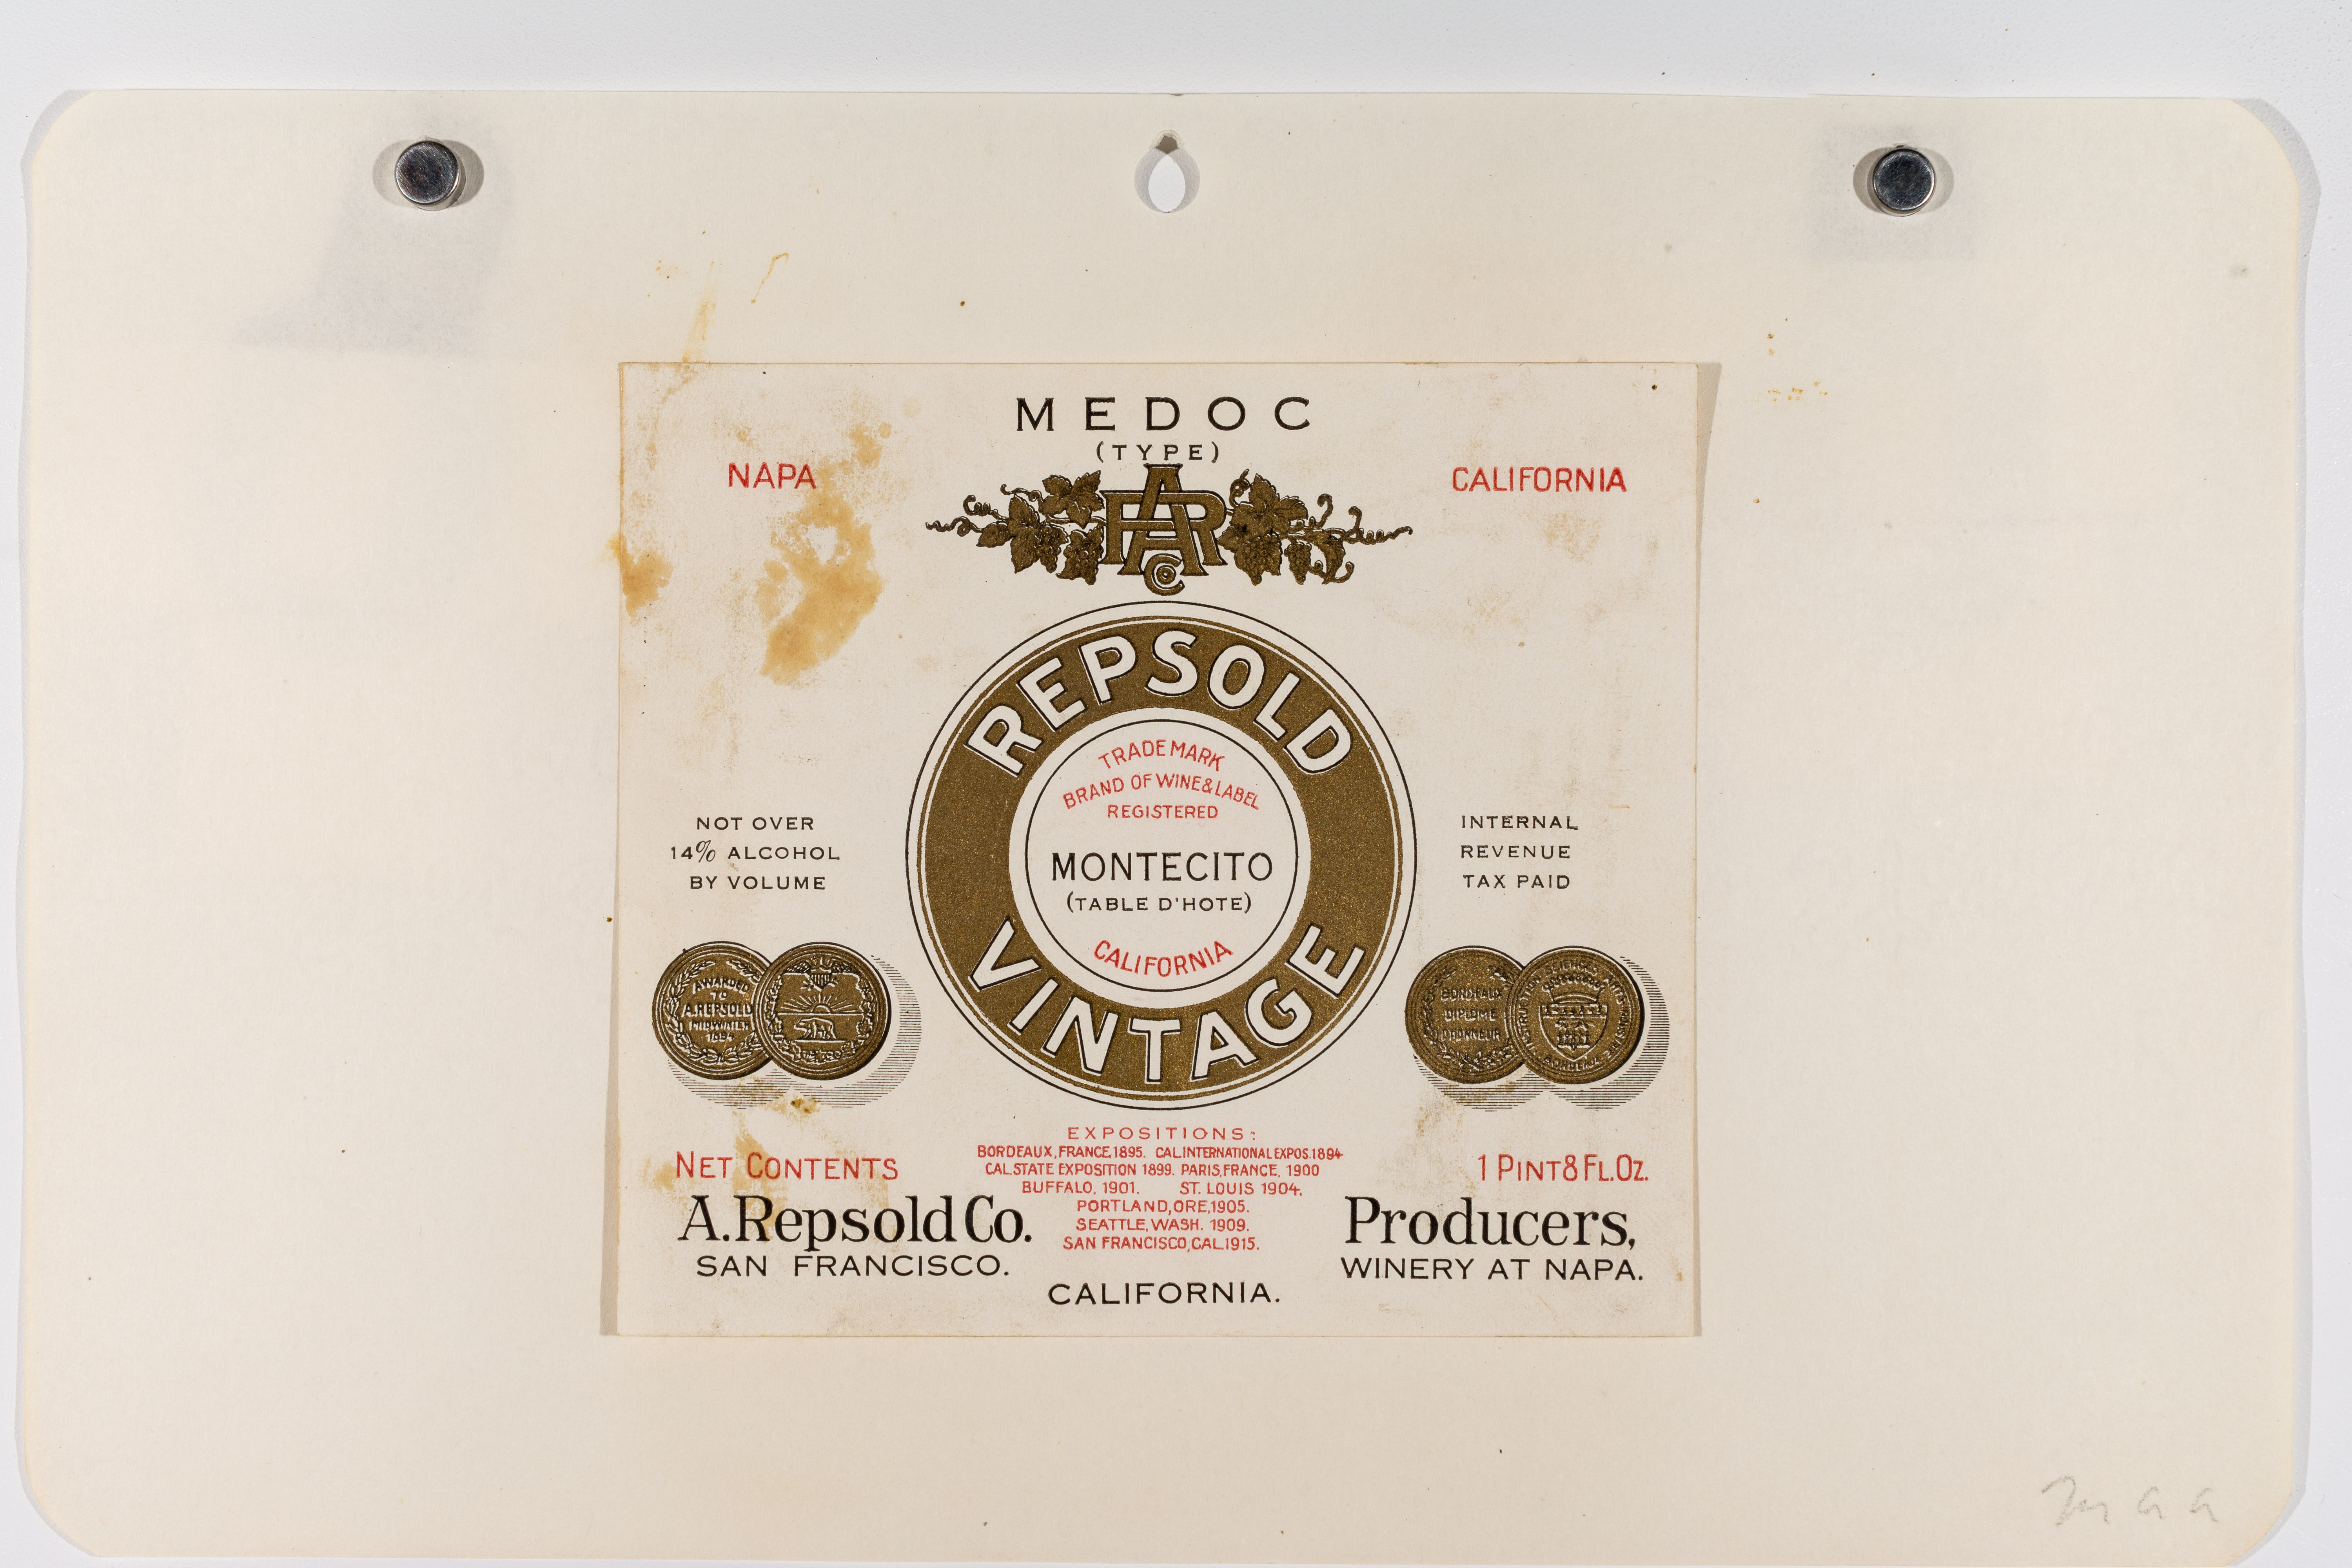 MEDOC
(TYPE)
NAPA
CALIFORNIA
ARCo
REPSOLD
VINTAGE
TRADE MARK
BRAND OF WINE & LABEL
REGISTERED
MONTECITO
(TABLE D'HOTE)
CALIFORNIA
NOT OVER
14% ALCOHOL
BY VOLUME
INTERNAL
REVENUE
TAX PAID
AWARDED
TO
A. REPSOLD
MIDWINTER
1894
BORDEAUX
DIPLOME
D'HONNEUR
EXPOSITIONS:
BORDEAUX, FRANCE, 1895. CAL. INTERNATIONAL EXPOS. 1894
CAL. STATE EXPOSITION 1899. PARIS, FRANCE, 1900
BUFFALO, 1901. ST. LOUIS 1904.
PORTLAND, ORE, 1905.
SEATTLE, WASH. 1909.
SAN FRANCISCO, CAL. 1915.
NET CONTENTS
1 PINT 8 FL. OZ.
A. Repsold Co.
SAN FRANCISCO.
Producers,
WINERY AT NAPA.
CALIFORNIA.